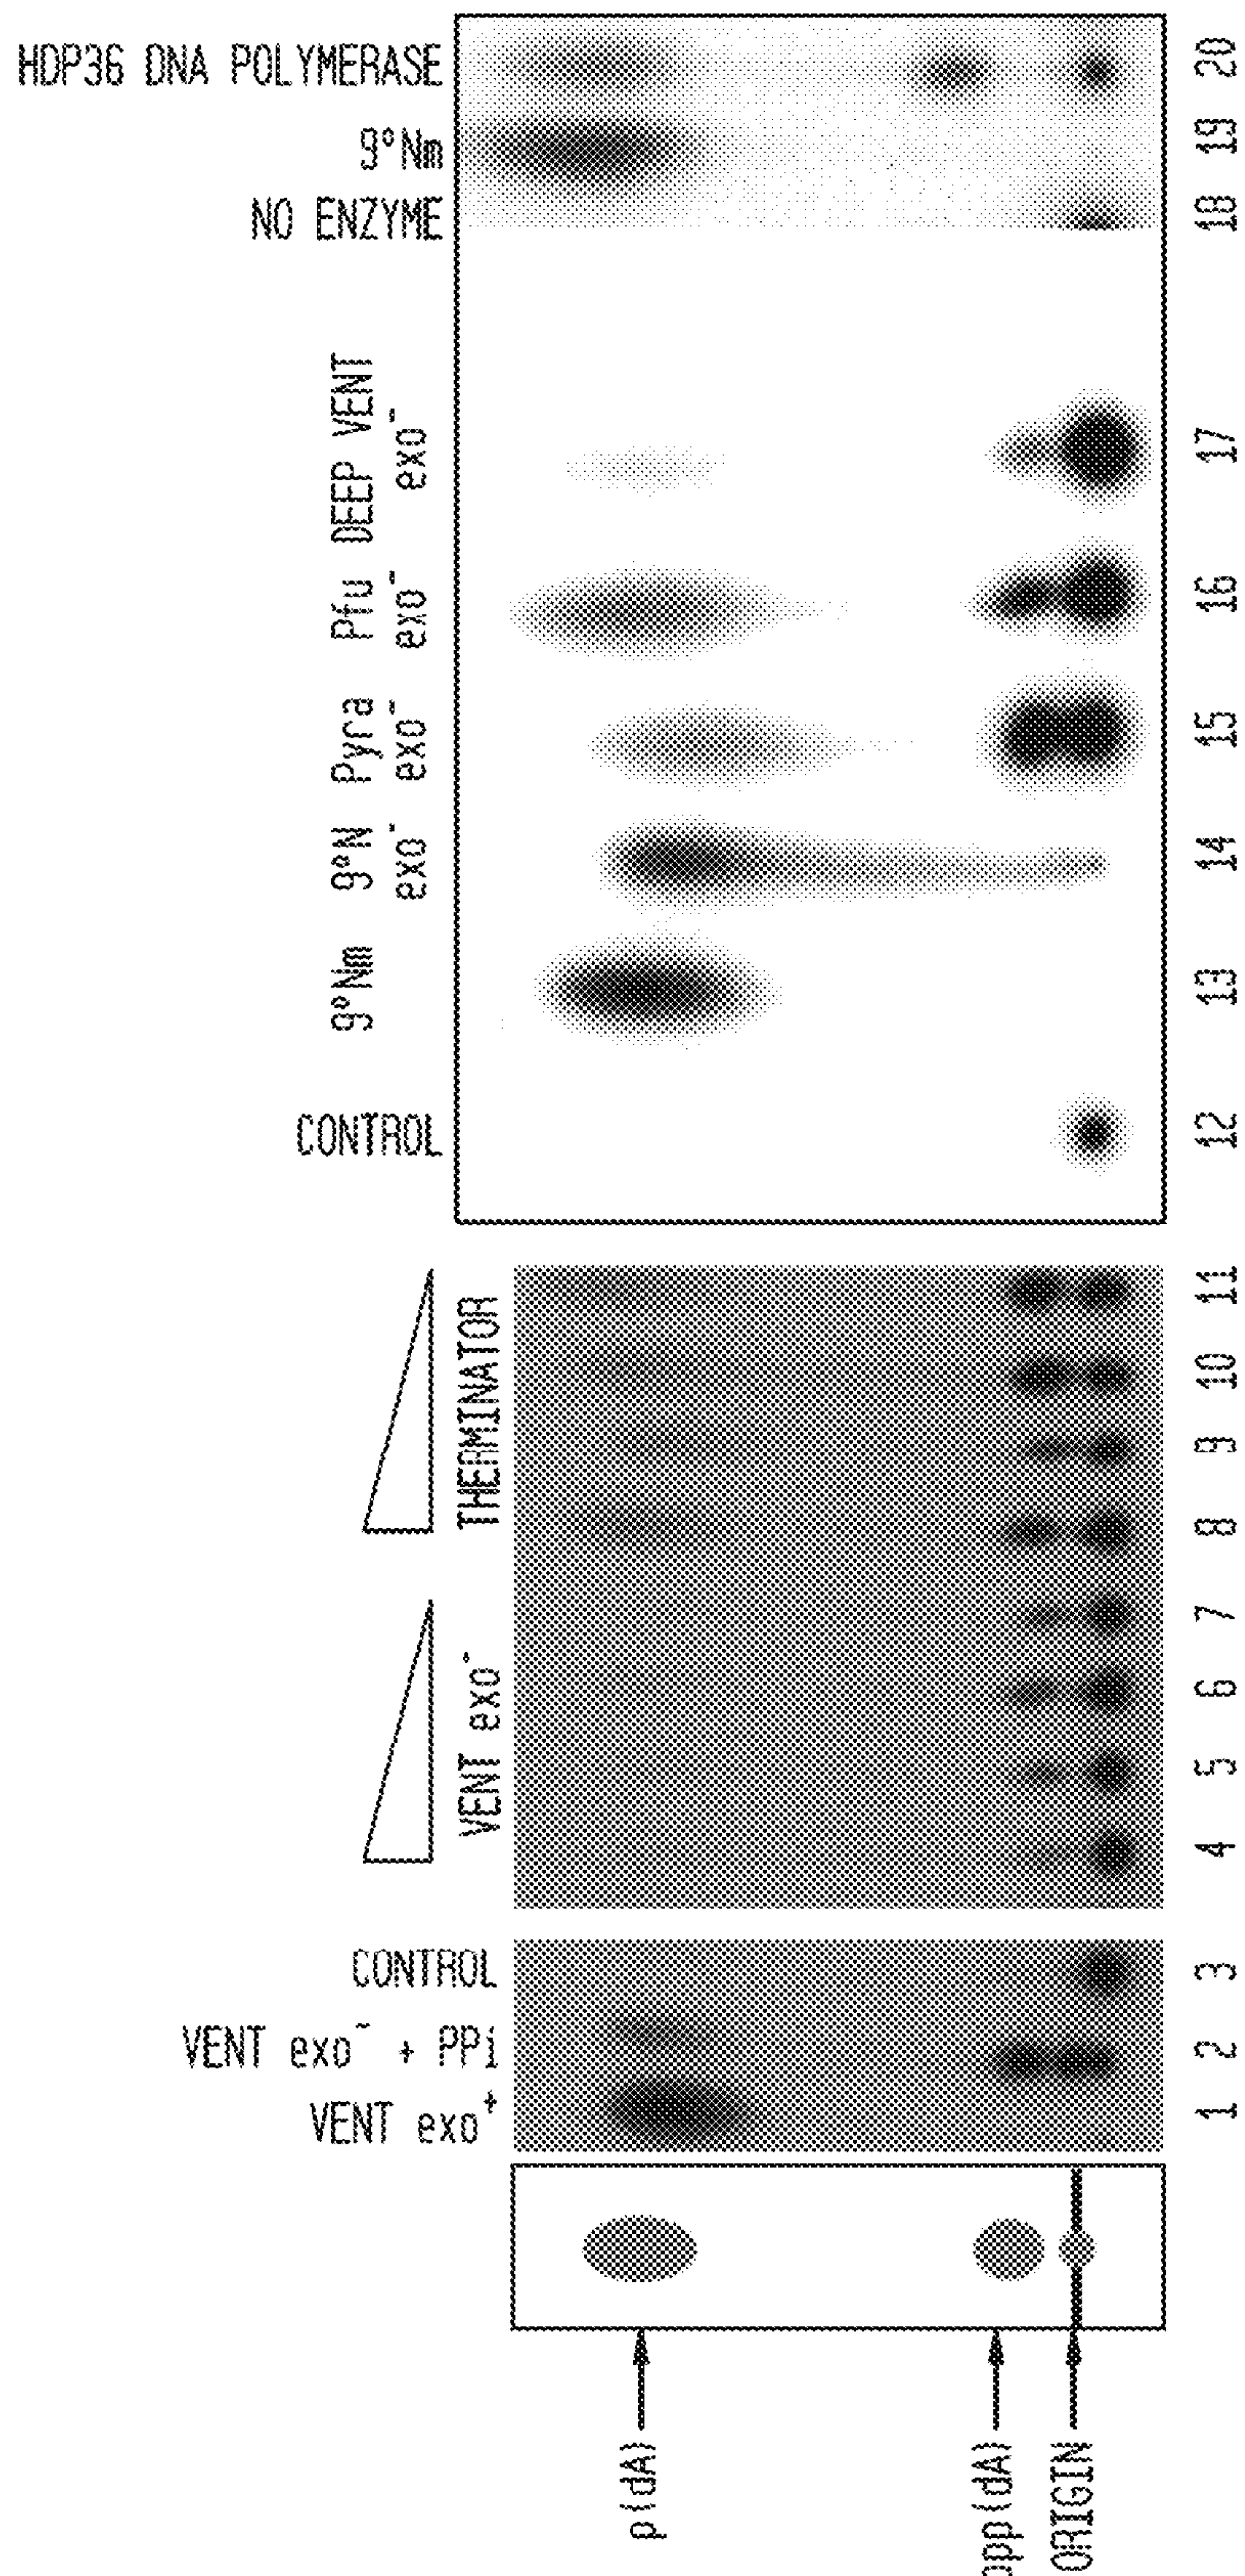 p(dA)
ppp(dA)
ORIGIN
VENT exo⁺
VENT exo⁻ + PPi
CONTROL
VENT exo⁻
THERMINATOR
CONTROL
9°Nm
9°N
exo⁻
Pyra
exo⁻
Pfu
exo⁻
DEEP VENT
exo⁻
NO ENZYME
9°Nm
HDP36 DNA POLYMERASE
1 2 3 4 5 6 7 8 9 10 11 12 13 14 15 16 17 18 19 20